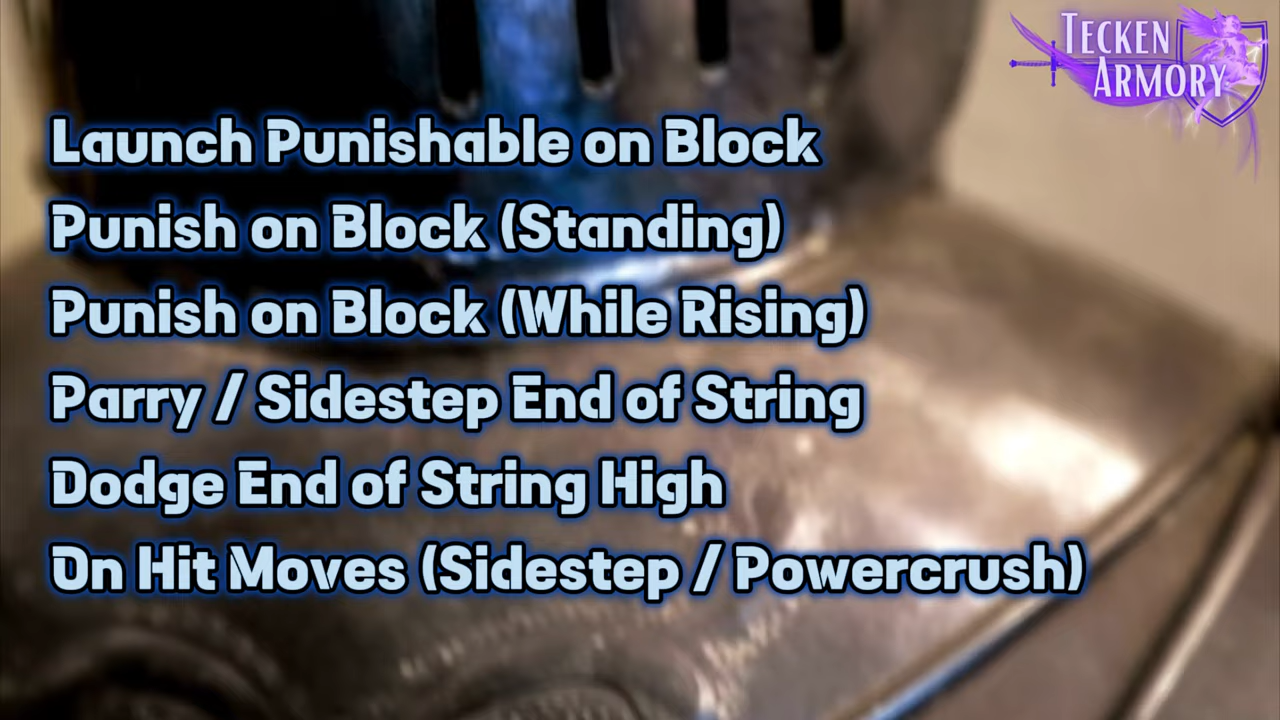 Tecken
Armory
Launch Punishable on Block
Punish on Block (Standing)
Punish on Block (While Rising)
Parry / Sidestep End of String
Dodge End of String High
On Hit Moves (Sidestep / Powercrush)